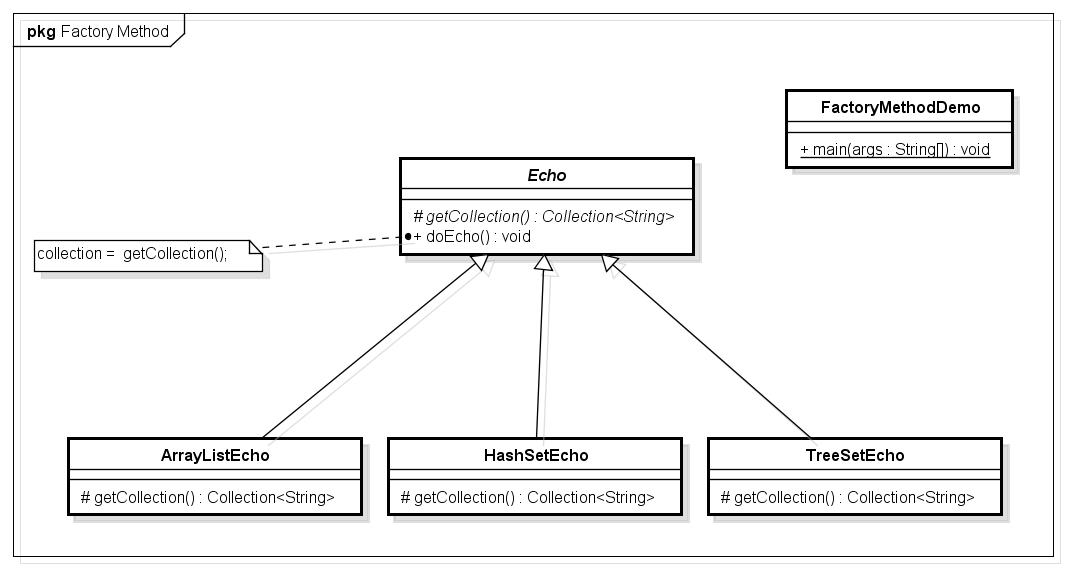 pkg Factory Method
FactoryMethodDemo
+ main(args : String[]) : void
Echo
# getCollection() : Collection<String>
+ doEcho() : void
collection = getCollection();
ArrayListEcho
# getCollection() : Collection<String>
HashSetEcho
# getCollection() : Collection<String>
TreeSetEcho
# getCollection() : Collection<String>